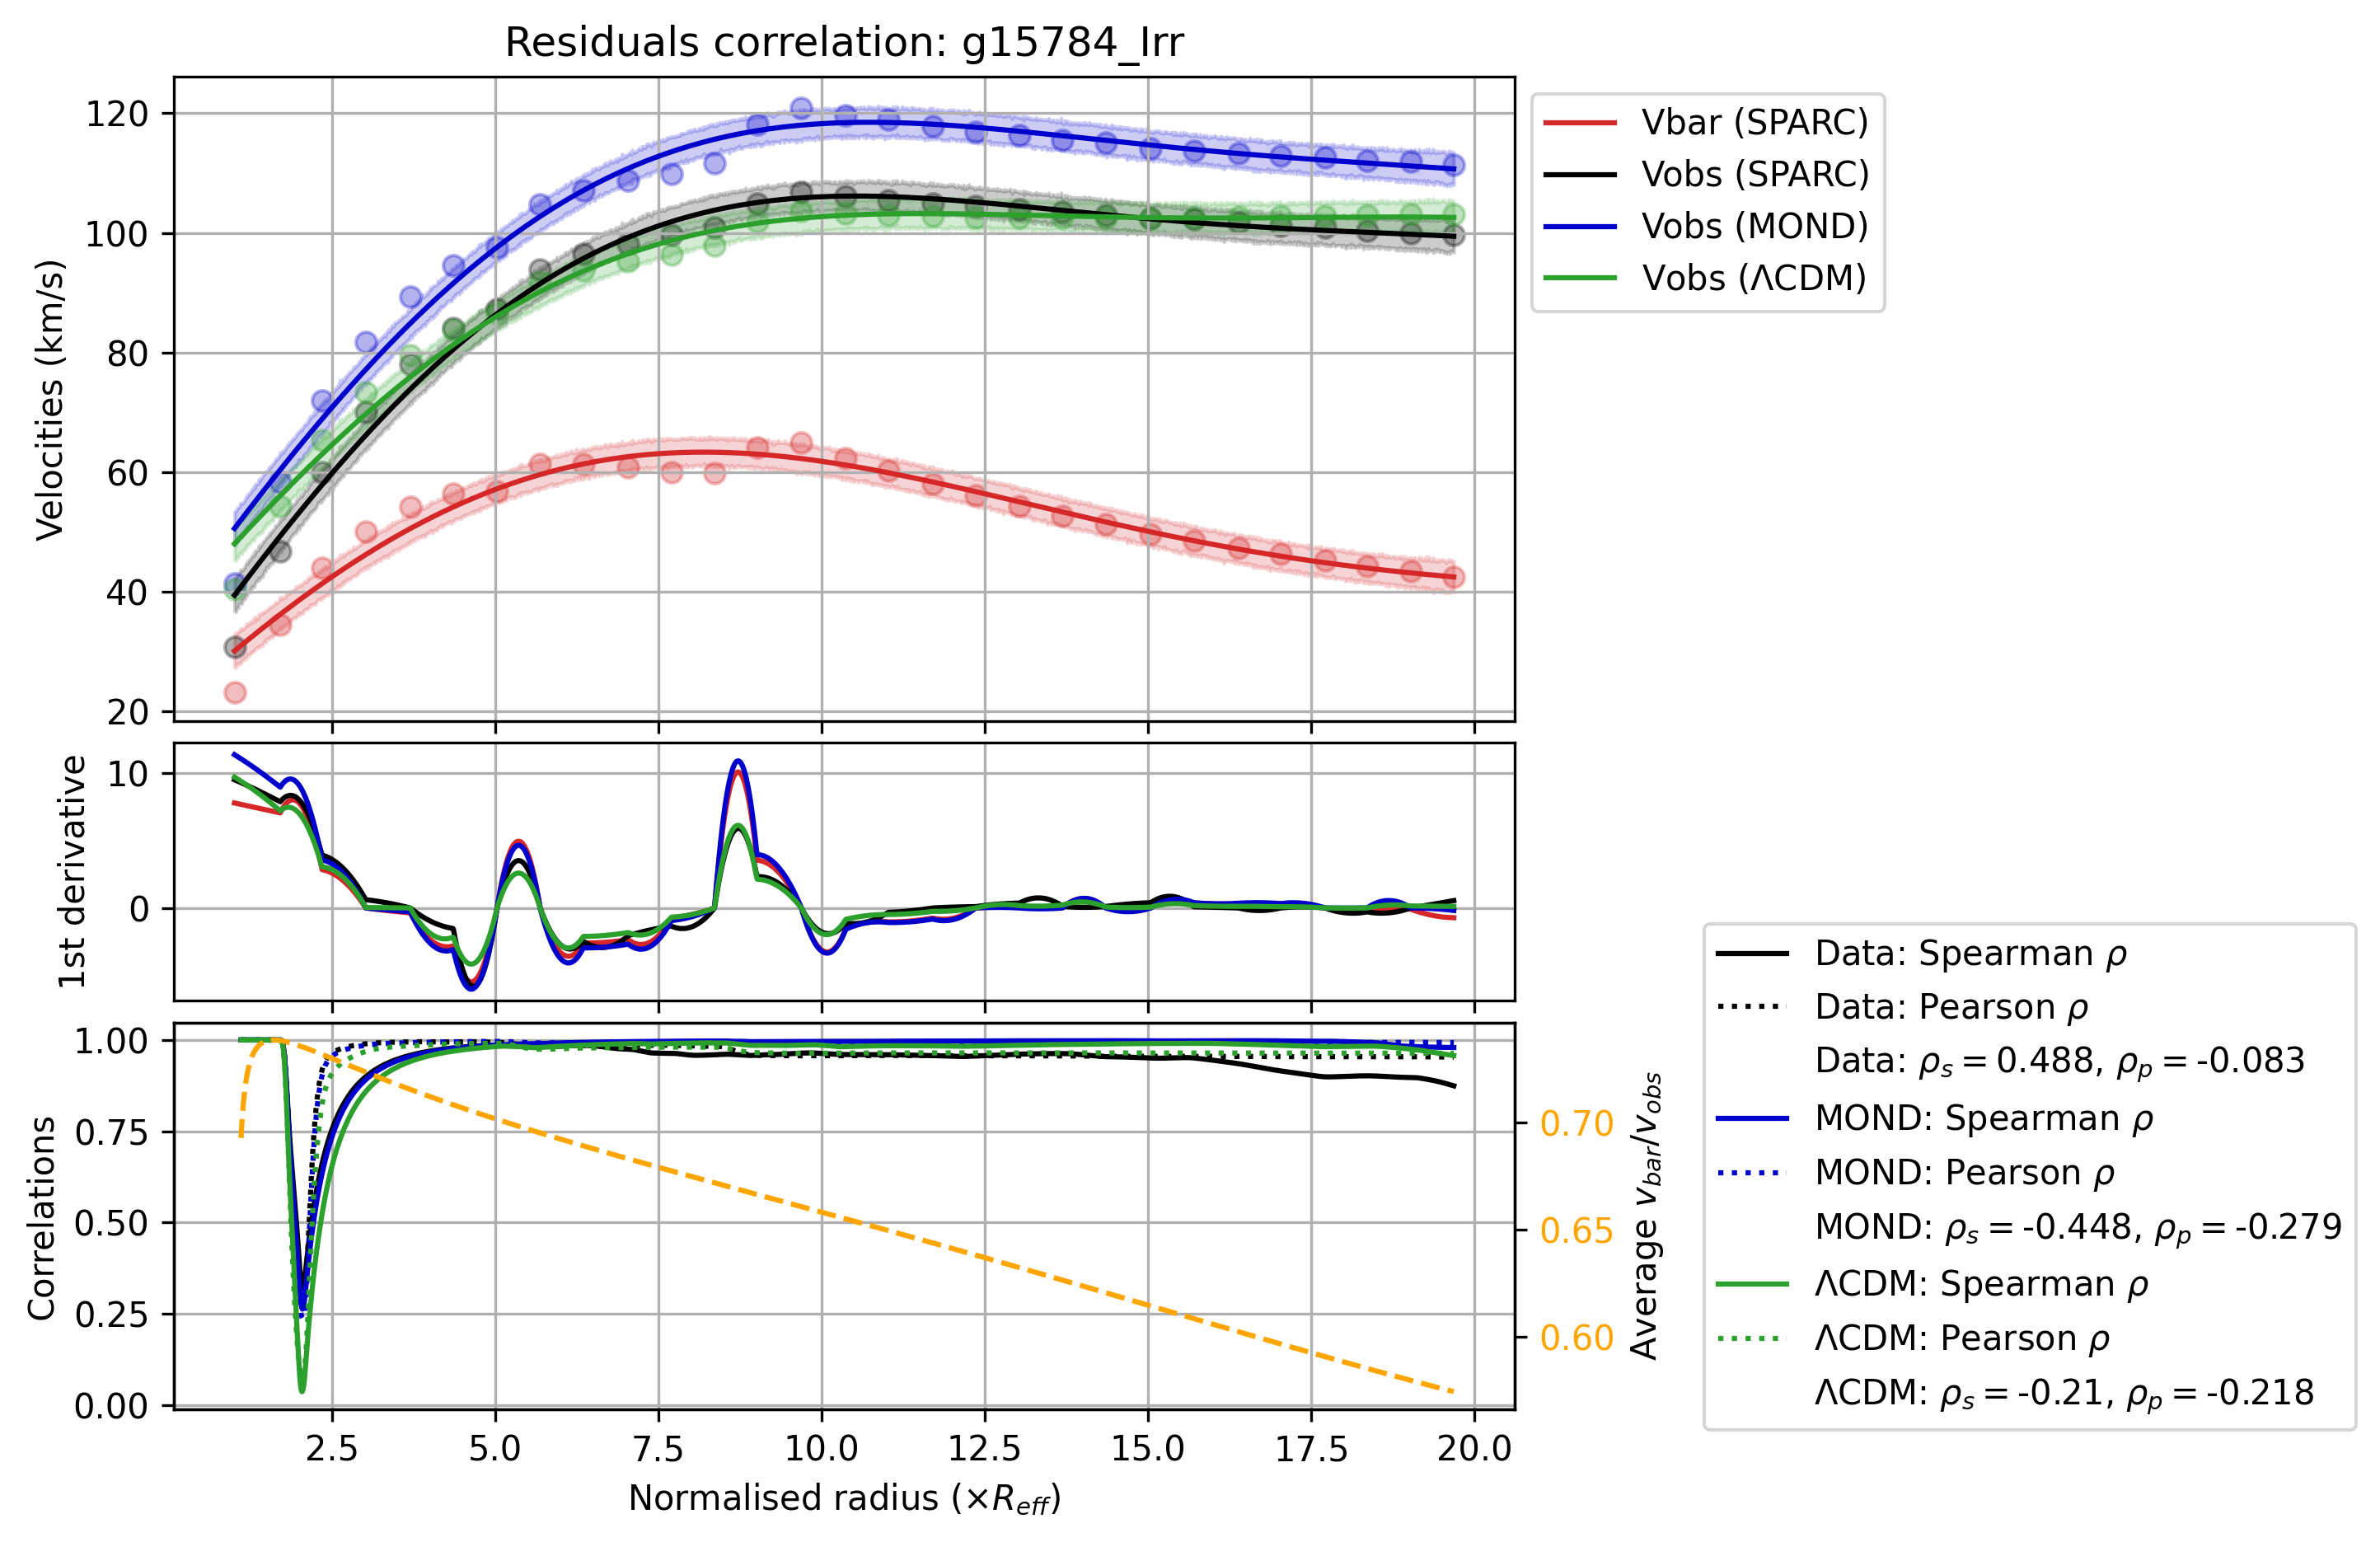 Residuals correlation: g15784_Irr
120
100
80
60
40
20
Velocities (km/s)
Vbar (SPARC)
Vobs (SPARC)
Vobs (MOND)
Vobs (ΛCDM)
10
0
1st derivative
1.00
0.75
0.50
0.25
0.00
Correlations
0.70
0.65
0.60
Average v_bar/v_obs
2.5 5.0 7.5 10.0 12.5 15.0 17.5 20.0
Normalised radius (×R_eff)
Data: Spearman ρ
Data: Pearson ρ
Data: ρ_s = 0.488, ρ_p = -0.083
MOND: Spearman ρ
MOND: Pearson ρ
MOND: ρ_s = -0.448, ρ_p = -0.279
ΛCDM: Spearman ρ
ΛCDM: Pearson ρ
ΛCDM: ρ_s = -0.21, ρ_p = -0.218